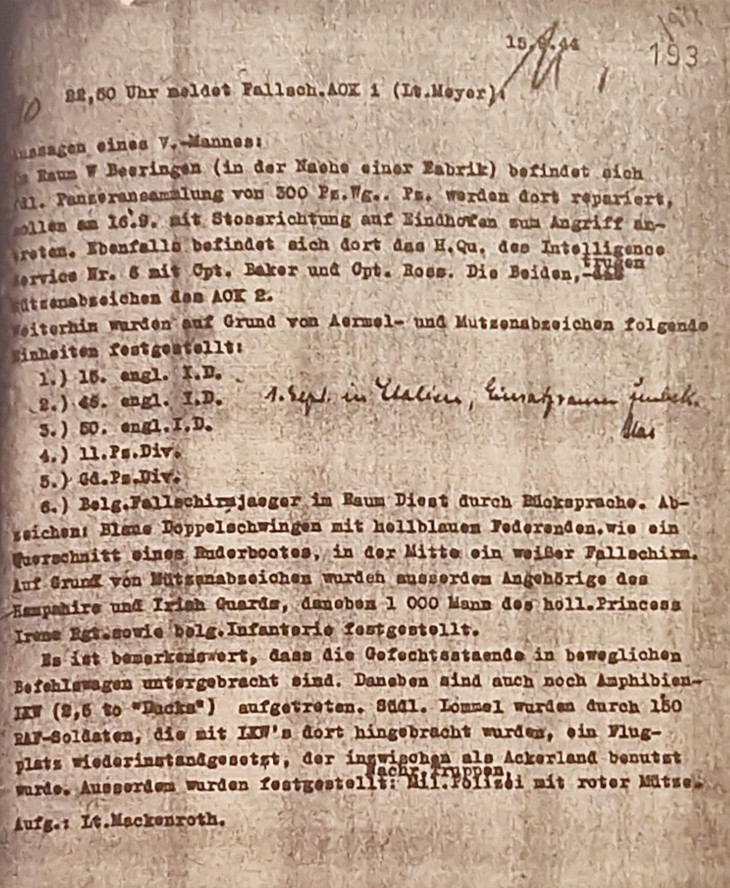 193
15.9.44
22,50 Uhr meldet Fallsch.AOK 1 (Lt.Meyer).
Aussagen eines V.-Mannes:
Raum W Beeringen (in der Naehe einer Fabrik) befindet sich
Panzeransammlung von 300 Pz.Wg.. Pz. werden dort repariert,
sollen am 16.9. mit Stossrichtung auf Eindhofen zum Angriff an-
treten. Ebenfalls befindet sich dort das H.Qu. des Intelligence
Service Nr. 6 mit Cpt. Baker und Cpt. Ross. Die Beiden, trugen
Mützenabzeichen des AOK 2.
Weiterhin wurden auf Grund von Aermel- und Mutzenabzeichen folgende
Einheiten festgestellt:
1.) 15. engl. I.D.
2.) 46. engl. I.D. 1. Sept. in Italien, Einsatzraum
3.) 50. engl.I.D.
4.) 11.Pz.Div.
5.) Gd.Pz.Div.
6.) Belg.Fallschirmjaeger im Raum Diest durch Rücksprache. Ab-
zeichen: Blaue Doppelschwingen mit hellblauen Federenden.wie ein
Querschnitt eines Ruderbootes, in der Mitte ein weißer Fallschirm.
Auf Grund von Mützenabzeichen wurden ausserdem Angehörige des
Hampshire und Irish Guards, daneben 1 000 Mann des holl.Princess
Irene Rgt.sowie belg.Infanterie festgestellt.
Es ist bemerkenswert, dass die Gefechtsstaende in beweglichen
Befehlswagen untergebracht sind. Daneben sind auch noch Amphibien-
LKW (2,5 to "Ducks") aufgetreten. Südl. Lommel wurden durch 150
RAF-Soldaten, die mit LKW's dort hingebracht wurden, ein Flug-
platz wiederinstandgesetzt, der inzwischen als Ackerland benutzt
wurde. Ausserdem wurden festgestellt: Nachr.Truppen, Mil.Polizei mit roter Mütze.
Aufg.: Lt.Mackenroth.